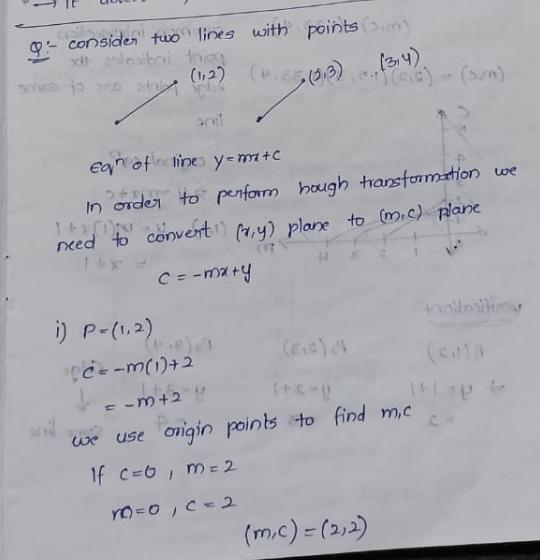 Q:- consider two lines with points
(1,2) (2,3) (3,4)
Eqn of line y=mx+c
In order to perform hough transformation we
need to convert (x,y) plane to (m,c) plane
c = -mx+y
i) P=(1,2)
c = -m(1)+2
= -m+2
we use origin points to find m,c
If c=0, m=2
m=0, c=2
(m,c) = (2,2)